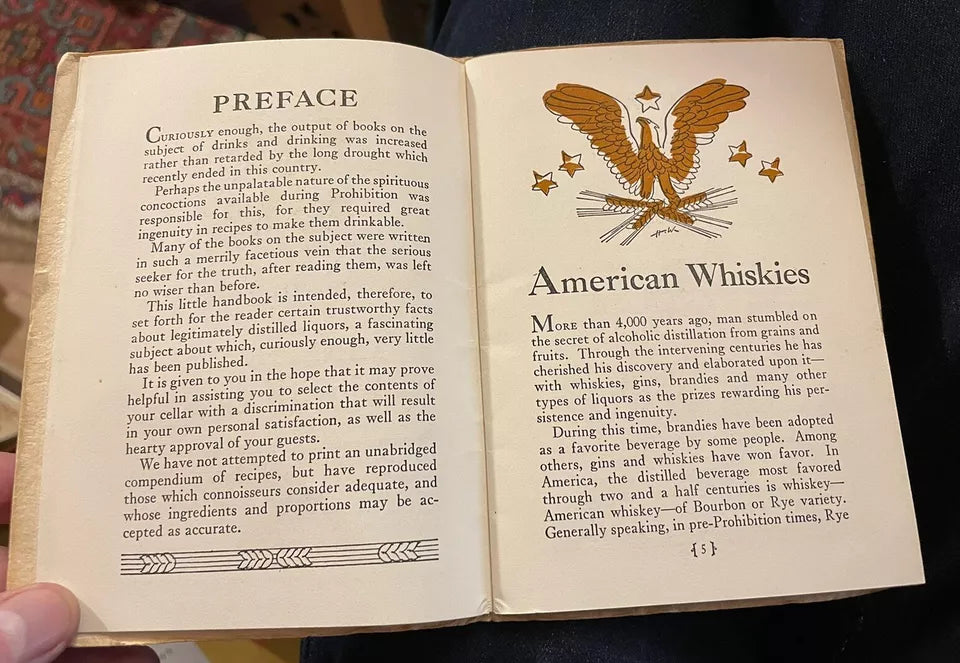 PREFACE
CURIOUSLY enough, the output of books on the
subject of drinks and drinking was increased
rather than retarded by the long drought which
recently ended in this country.
Perhaps the unpalatable nature of the spirituous
concoctions available during Prohibition was
responsible for this, for they required great
ingenuity in recipes to make them drinkable.
Many of the books on the subject were written
in such a merrily facetious vein that the serious
seeker for the truth, after reading them, was left
no wiser than before.
This little handbook is intended, therefore, to
set forth for the reader certain trustworthy facts
about legitimately distilled liquors, a fascinating
subject about which, curiously enough, very little
has been published.
It is given to you in the hope that it may prove
helpful in assisting you to select the contents of
your cellar with a discrimination that will result
in your own personal satisfaction, as well as the
hearty approval of your guests.
We have not attempted to print an unabridged
compendium of recipes, but have reproduced
those which connoisseurs consider adequate, and
whose ingredients and proportions may be ac-
cepted as accurate.
American Whiskies
MORE than 4,000 years ago, man stumbled on
the secret of alcoholic distillation from grains and
fruits. Through the intervening centuries he has
cherished his discovery and elaborated upon it—
with whiskies, gins, brandies and many other
types of liquors as the prizes rewarding his per-
sistence and ingenuity.
During this time, brandies have been adopted
as a favorite beverage by some people. Among
others, gins and whiskies have won favor. In
America, the distilled beverage most favored
through two and a half centuries is whiskey—
American whiskey—of Bourbon or Rye variety.
Generally speaking, in pre-Prohibition times, Rye
{5}